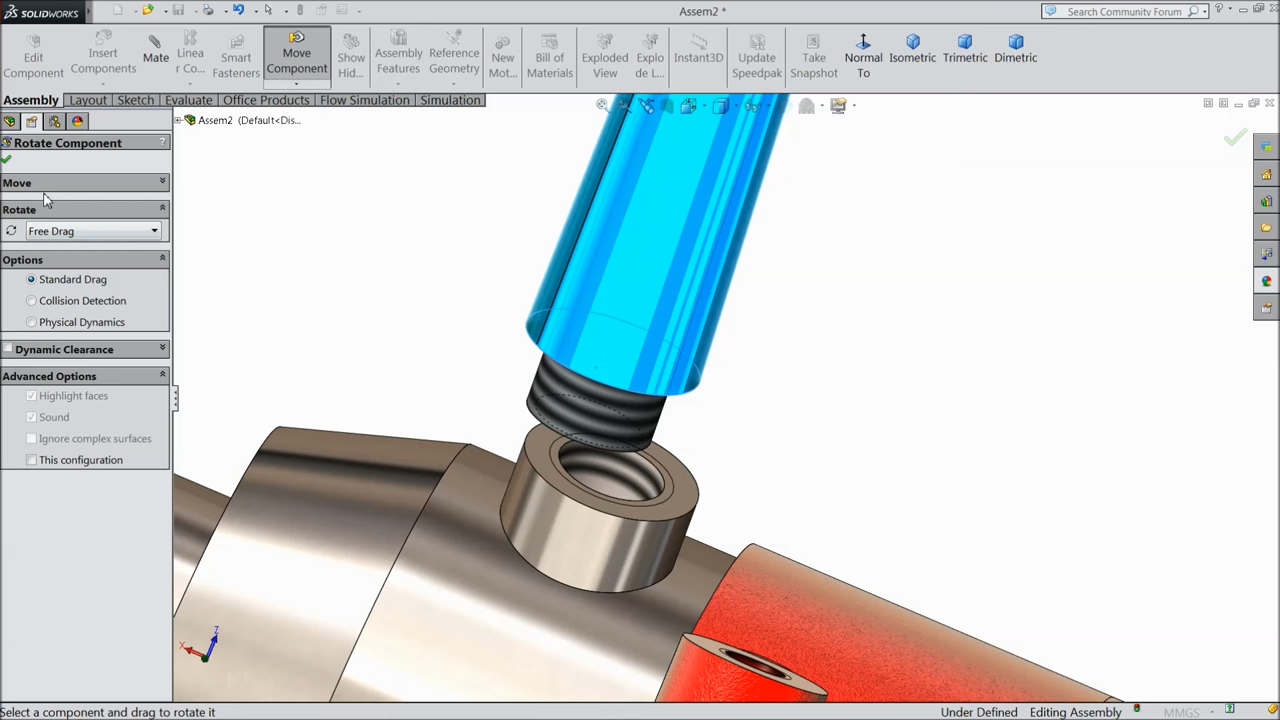 SOLIDWORKS
Assem2 *
Search Community Forum
Edit Component
Insert Components
Mate
Linea r Co...
Smart Fasteners
Move Component
Show Hid...
Assembly Features
Reference Geometry
New Mot...
Bill of Materials
Exploded View
Explo de L...
Instant3D
Update Speedpak
Take Snapshot
Normal To
Isometric
Trimetric
Dimetric
Assembly
Layout
Sketch
Evaluate
Office Products
Flow Simulation
Simulation
Assem2 (Default<Dis...
Rotate Component
?
Move
Rotate
Free Drag
Options
Standard Drag
Collision Detection
Physical Dynamics
Dynamic Clearance
Advanced Options
Highlight faces
Sound
Ignore complex surfaces
This configuration
X
Z
Select a component and drag to rotate it
Under Defined
Editing Assembly
MMGS
?